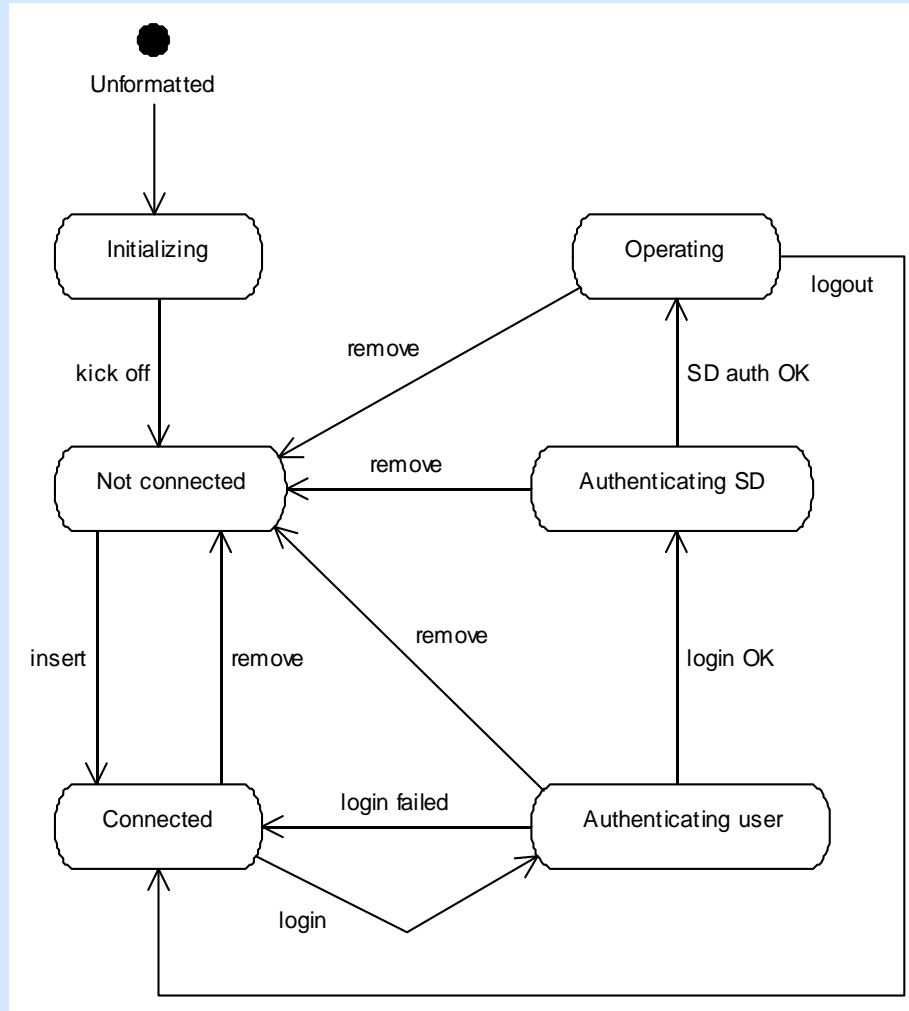 Unformatted
Initializing
Operating
logout
remove
kick off
SD auth OK
Not connected
remove
Authenticating SD
insert
remove
remove
login OK
Connected
login failed
Authenticating user
login